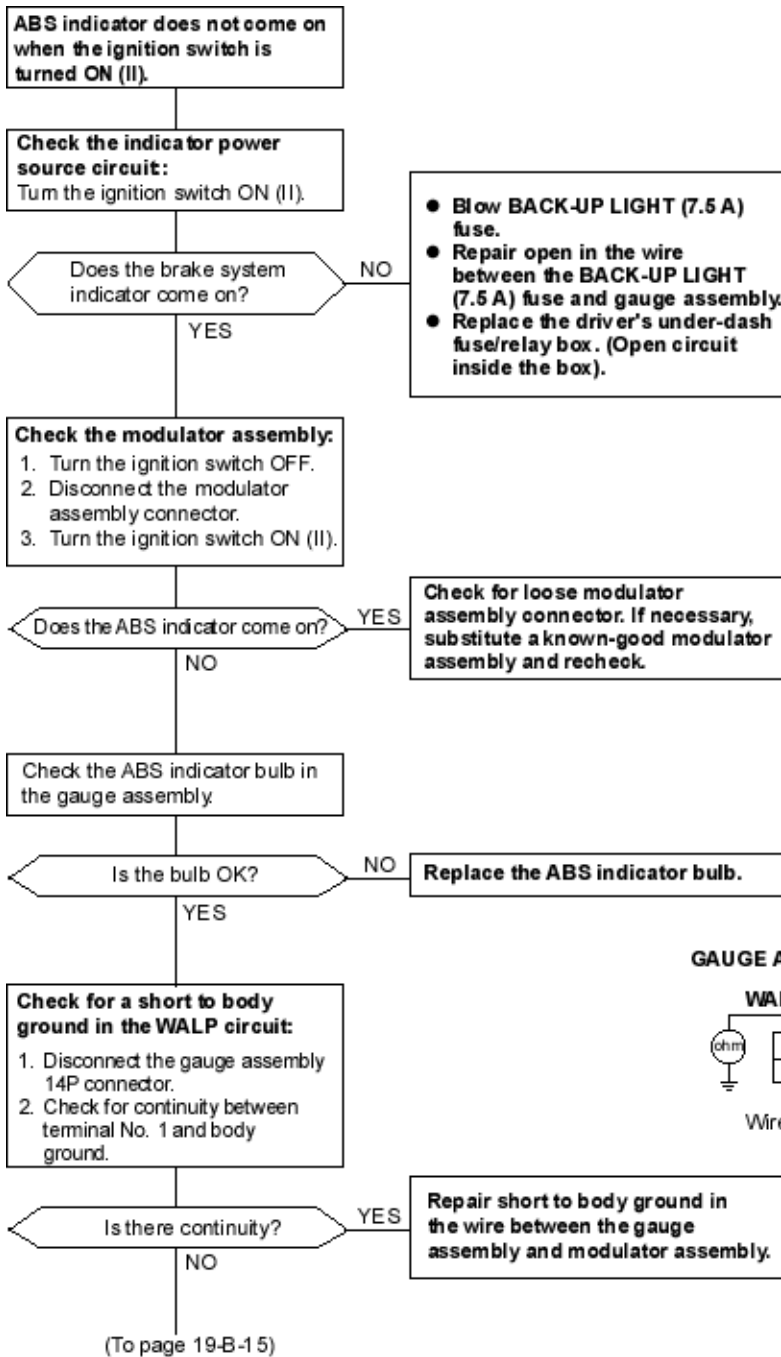 ABS indicator does not come on
when the ignition switch is
turned ON (II).
Check the indicator power
source circuit:
Turn the ignition switch ON (II).
Does the brake system
indicator come on?
NO
YES
● Blow BACK-UP LIGHT (7.5 A)
fuse.
● Repair open in the wire
between the BACK-UP LIGHT
(7.5 A) fuse and gauge assembly.
● Replace the driver's under-dash
fuse/relay box. (Open circuit
inside the box).
Check the modulator assembly:
1. Turn the ignition switch OFF.
2. Disconnect the modulator
assembly connector.
3. Turn the ignition switch ON (II).
Does the ABS indicator come on?
YES
NO
Check for loose modulator
assembly connector. If necessary,
substitute a known-good modulator
assembly and recheck.
Check the ABS indicator bulb in
the gauge assembly.
Is the bulb OK?
NO
YES
Replace the ABS indicator bulb.
Check for a short to body
ground in the WALP circuit:
1. Disconnect the gauge assembly
14P connector.
2. Check for continuity between
terminal No. 1 and body
ground.
GAUGE
ohm
Is there continuity?
YES
NO
Repair short to body ground in
the wire between the gauge
assembly and modulator assembly.
(To page 19-B-15)